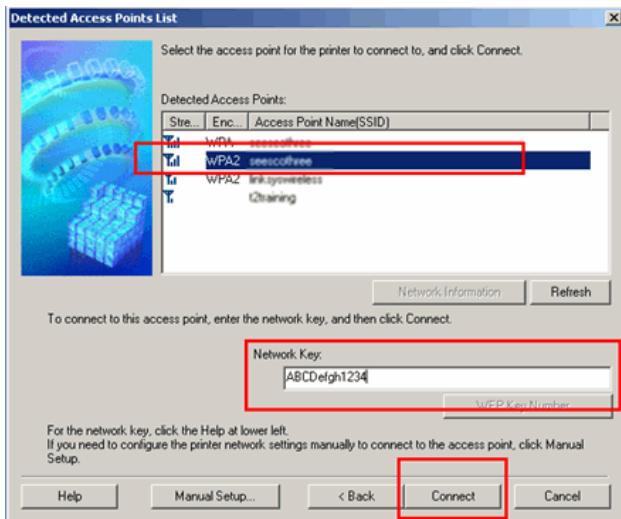 Detected Access Points List
Select the access point for the printer to connect to, and click Connect.
Detected Access Points:
Stre... Enc... Access Point Name(SSID)
WPA
WPA2 seescothree
WPA2 linksyswireless
t2training
Network Information Refresh
To connect to this access point, enter the network key, and then click Connect.
Network Key:
ABCDefgh1234
WEP Key Number...
For the network key, click the Help at lower left.
If you need to configure the printer network settings manually to connect to the access point, click Manual
Setup.
Help Manual Setup... < Back Connect Cancel